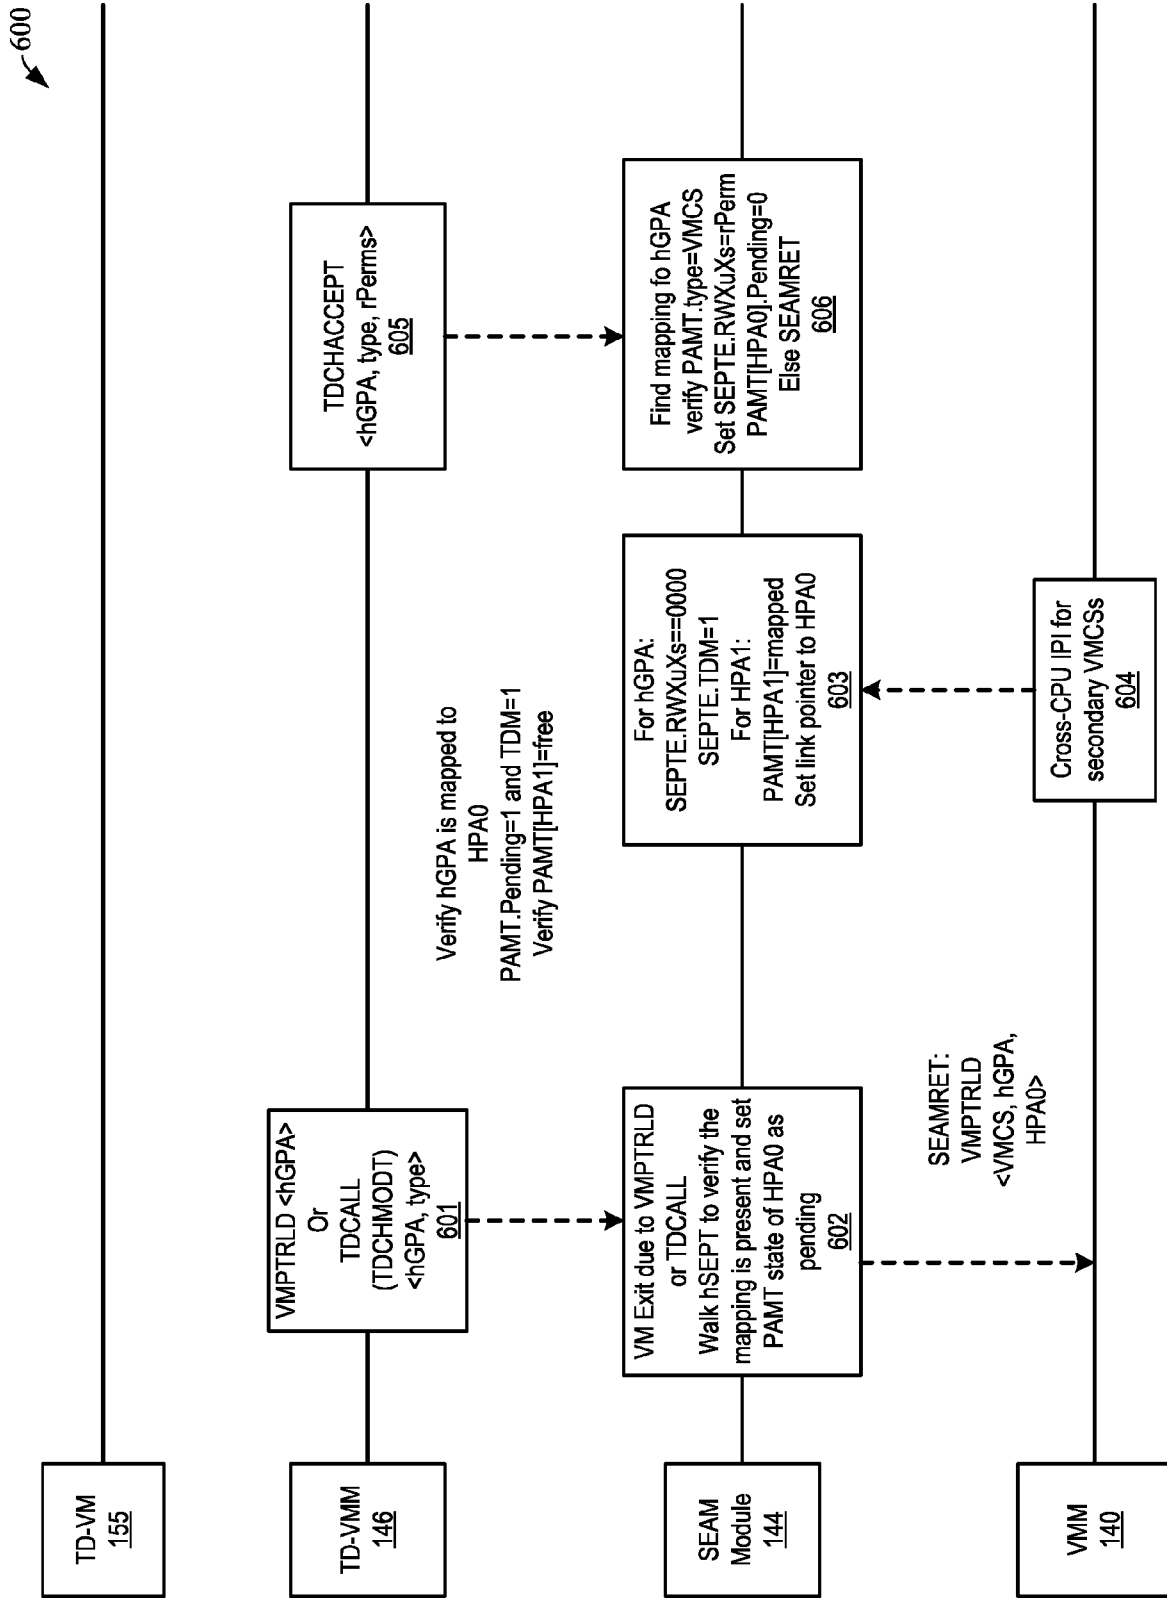 600
TD-VM
155
TD-VMM
146
SEAM
Module
144
VMM
140
VMPTRLD <hGPA>
Or
TDCALL
(TDCHMODT)
<hGPA, type>
601
VM Exit due to VMPTRLD
or TDCALL
Walk hSEPT to verify the
mapping is present and set
PAMT state of HPA0 as
pending
602
SEAMRET:
VMPTRLD
<VMCS, hGPA,
HPA0>
Verify hGPA is mapped to
HPA0
PAMT.Pending=1 and TDM=1
Verify PAMT[HPA1]=free
For hGPA:
SEPTE.RWXuXs==0000
SEPTE.TDM=1
For HPA1:
PAMT[HPA1]=mapped
Set link pointer to HPA0
603
Cross-CPU IPI for
secondary VMCSs
604
TDCHACCEPT
<hGPA, type, rPerms>
605
Find mapping fo hGPA
verify PAMT.type=VMCS
Set SEPTE.RWXuXs=rPerm
PAMT[HPA0].Pending=0
Else SEAMRET
606